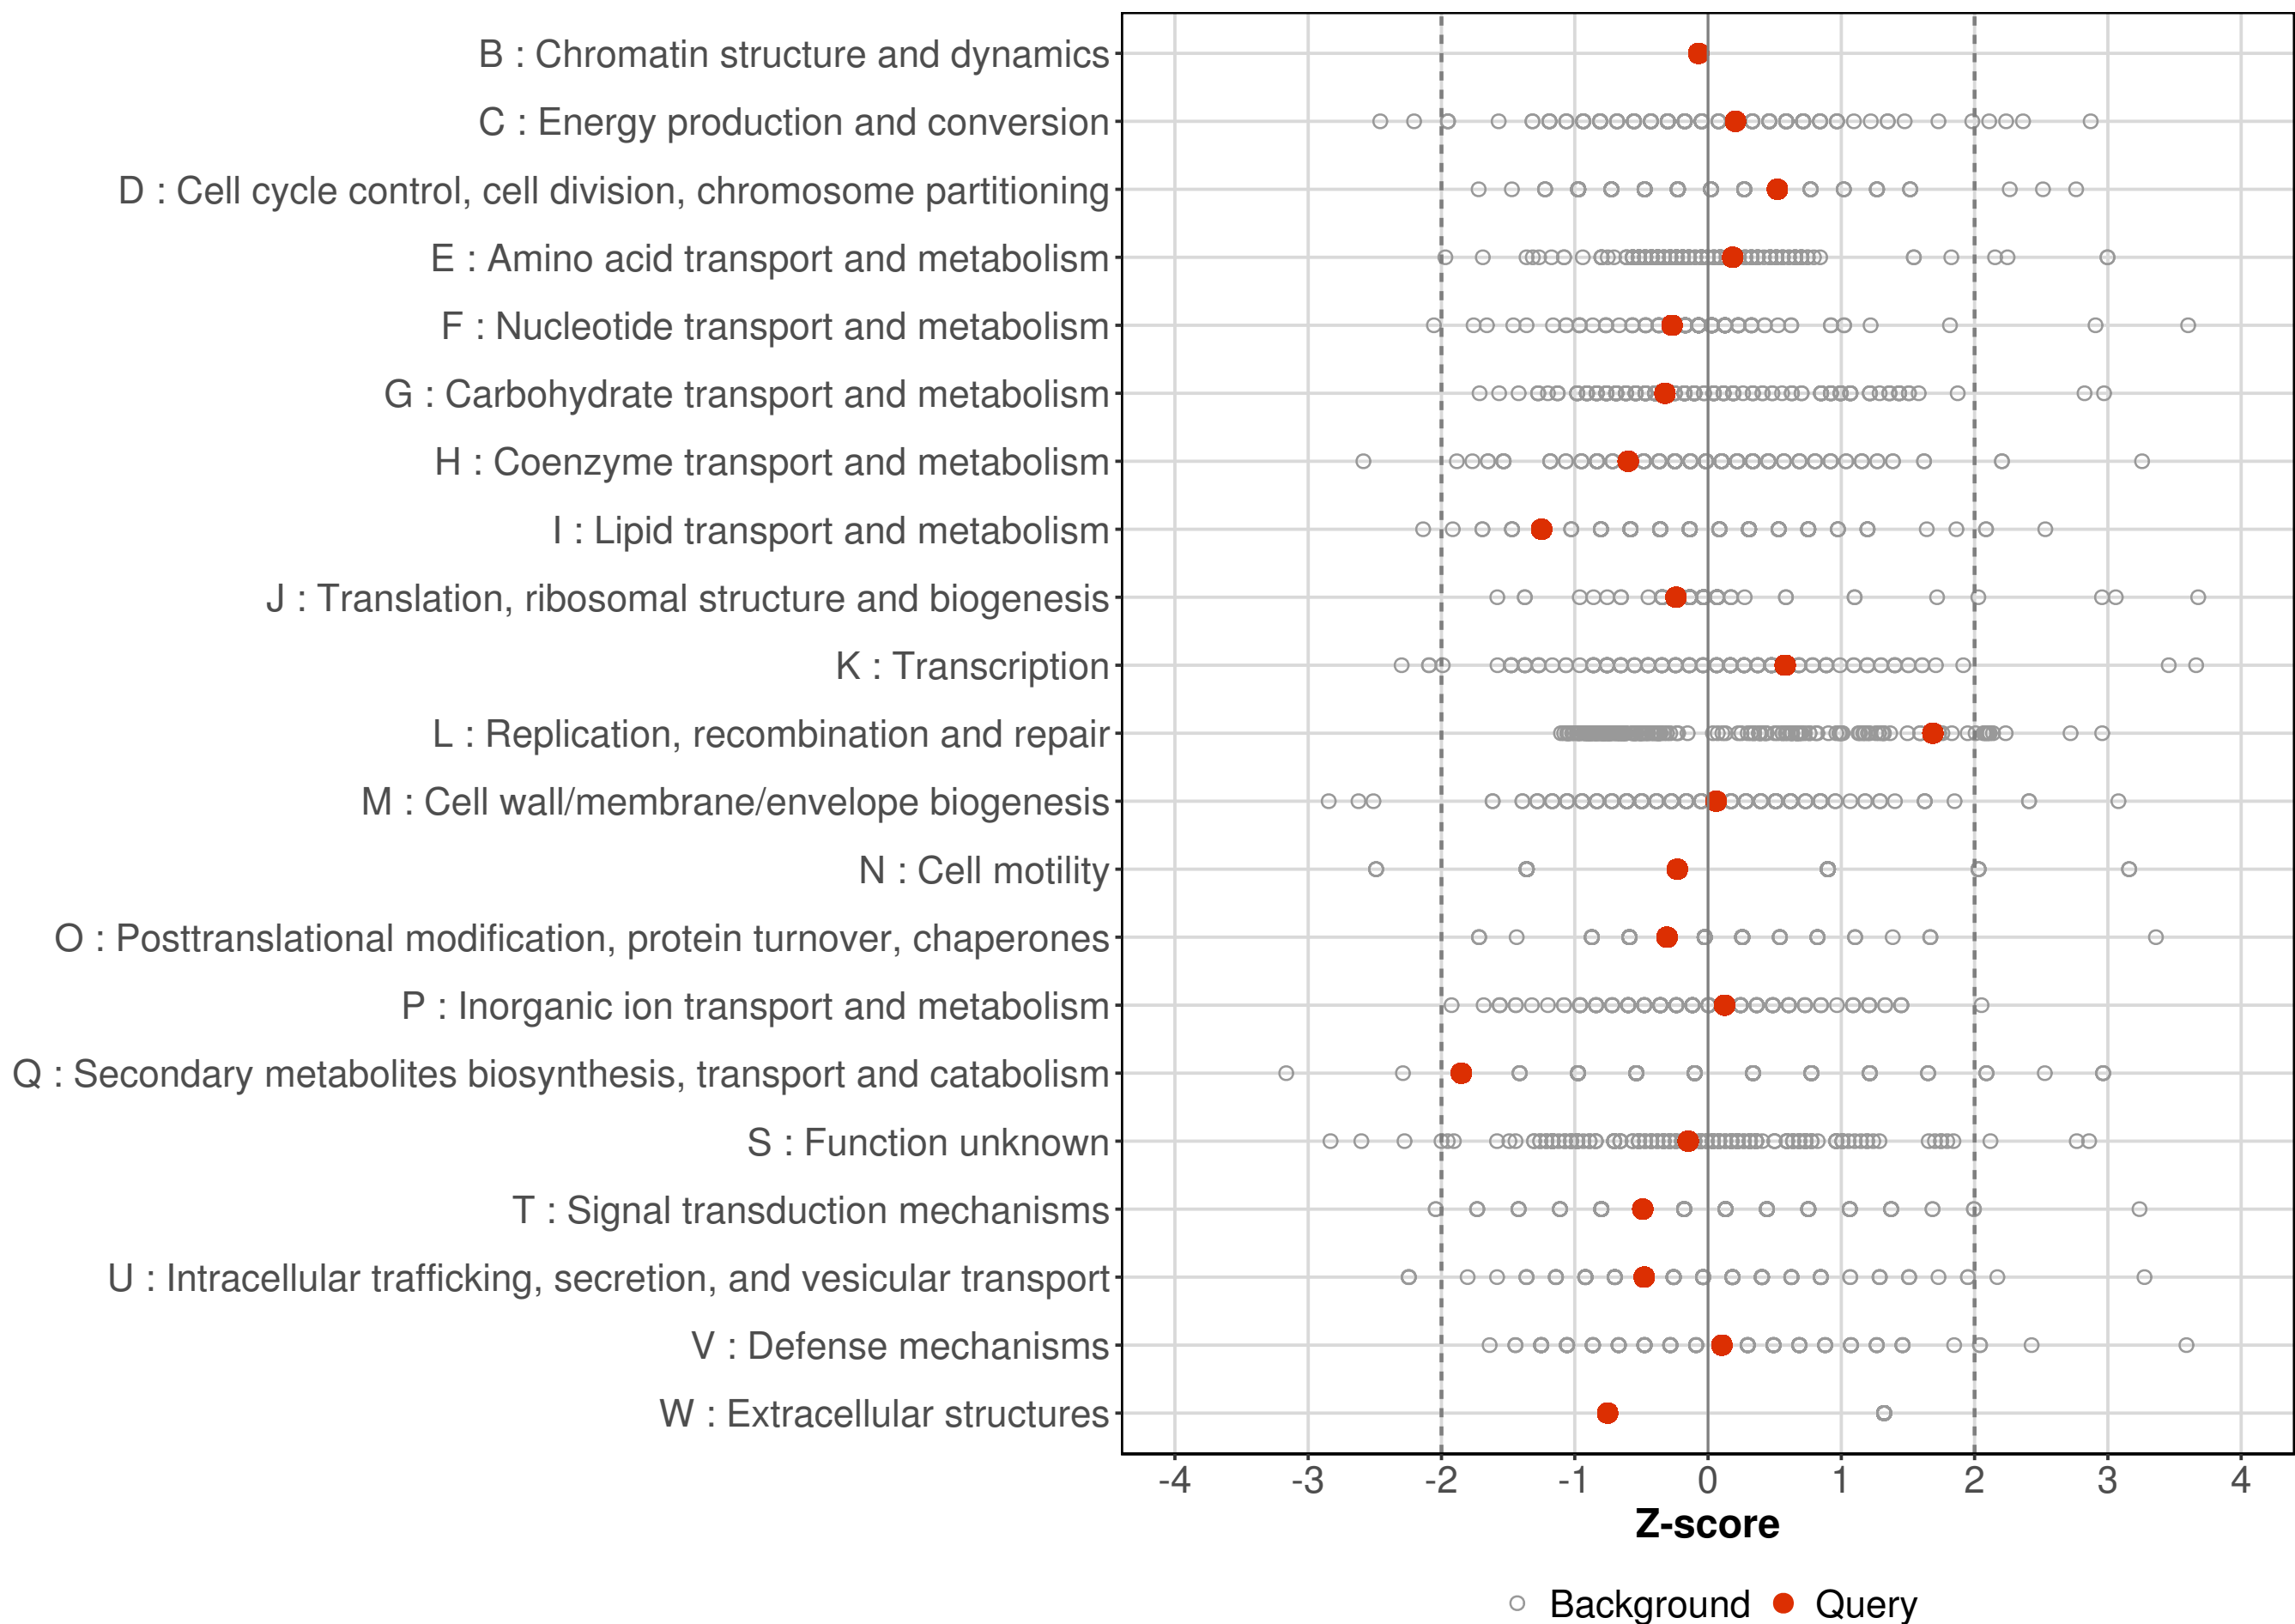 B : Chromatin structure and dynamics
C : Energy production and conversion
D : Cell cycle control, cell division, chromosome partitioning
E : Amino acid transport and metabolism
F : Nucleotide transport and metabolism
G : Carbohydrate transport and metabolism
H : Coenzyme transport and metabolism
I : Lipid transport and metabolism
J : Translation, ribosomal structure and biogenesis
K : Transcription
L : Replication, recombination and repair
M : Cell wall/membrane/envelope biogenesis
N : Cell motility
O : Posttranslational modification, protein turnover, chaperones
P : Inorganic ion transport and metabolism
Q : Secondary metabolites biosynthesis, transport and catabolism
S : Function unknown
T : Signal transduction mechanisms
U : Intracellular trafficking, secretion, and vesicular transport
V : Defense mechanisms
W : Extracellular structures
-4 -3 -2 -1 0 1 2 3 4
Z-score
Background Query